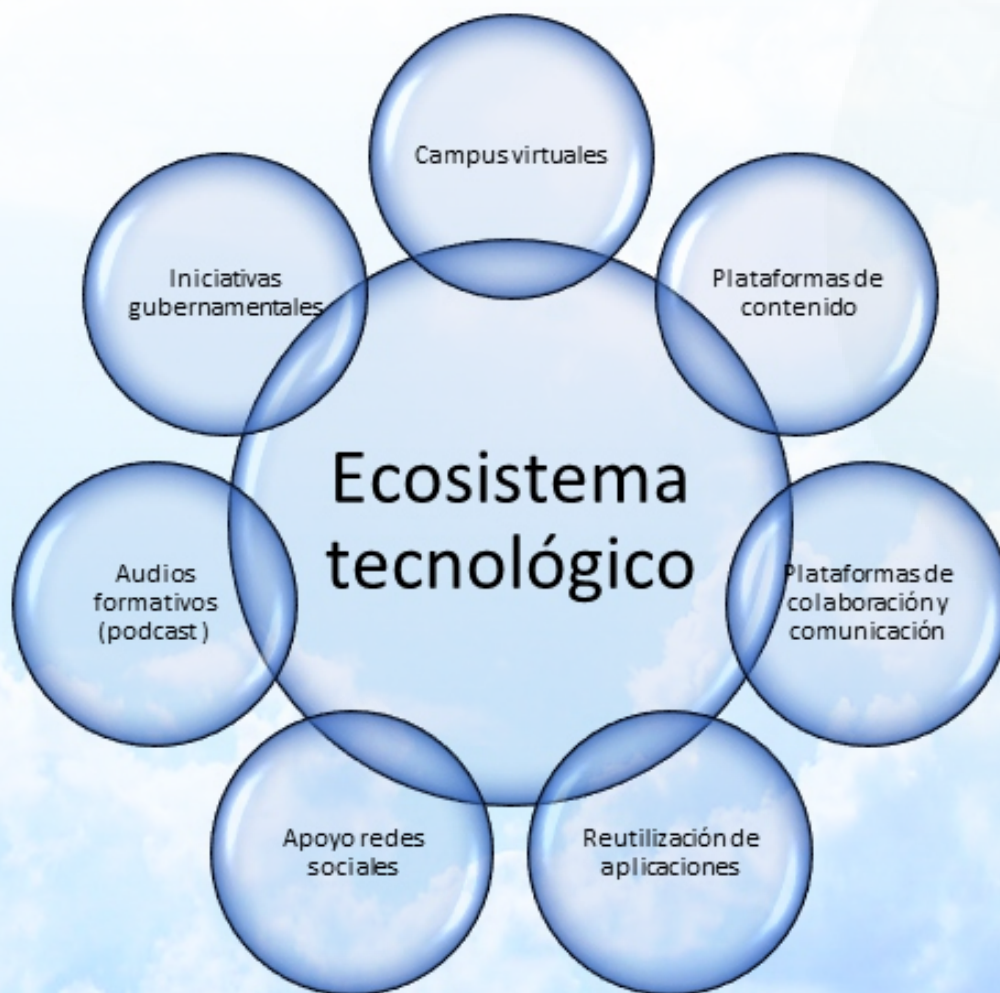 Campus virtuales
Plataformas de
contenido
Plataformas de
colaboración y
comunicación
Reutilización de
aplicaciones
Apoyo redes
sociales
Audios
formativos
(podcast)
Iniciativas
gubernamentales
Ecosistema
tecnológico